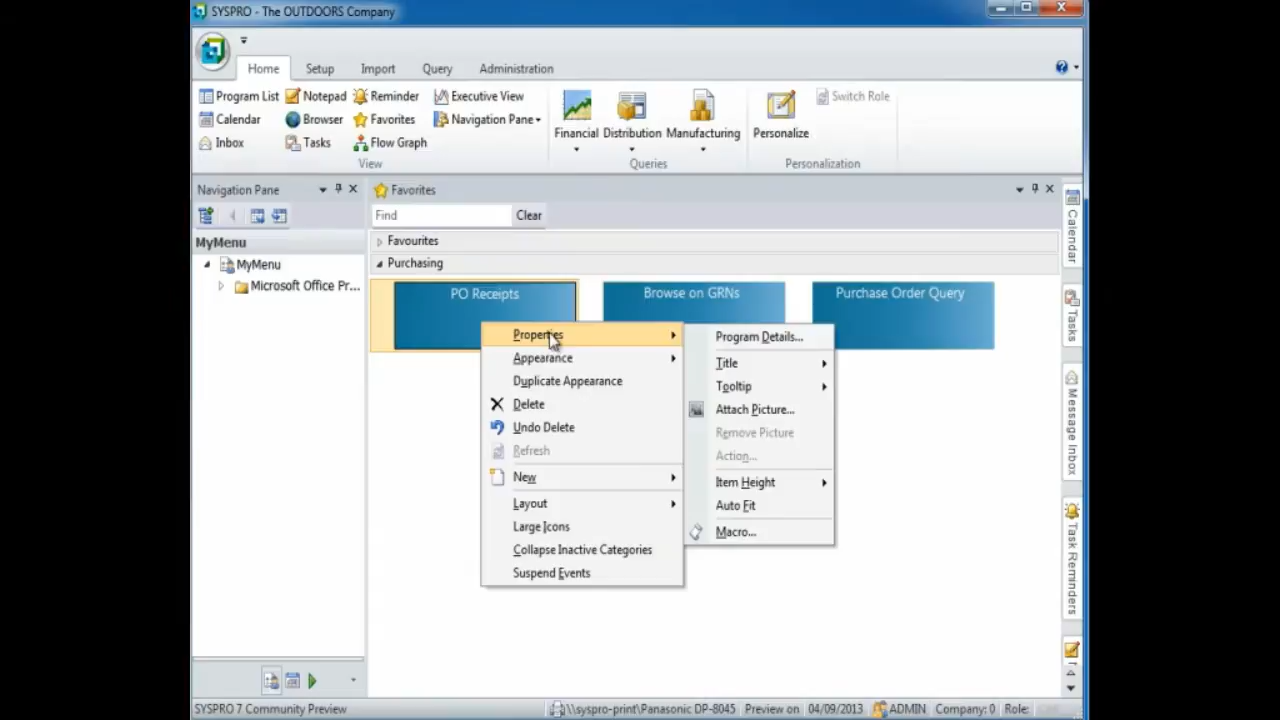 SYSPRO - The OUTDOORS Company
Home Setup Import Query Administration
Program List Notepad Reminder Executive View
Calendar Browser Favorites Navigation Pane
Inbox Tasks Flow Graph
View
Financial Distribution Manufacturing
Queries
Personalize
Switch Role
Personalization
Navigation Pane
MyMenu
MyMenu
Microsoft Office Pr...
Favorites
Find Clear
Favourites
Purchasing
PO Receipts Browse on GRNs Purchase Order Query
Properties
Appearance
Duplicate Appearance
Delete
Undo Delete
Refresh
New
Layout
Large Icons
Collapse Inactive Categories
Suspend Events
Program Details...
Title
Tooltip
Attach Picture...
Remove Picture
Action...
Item Height
Auto Fit
Macro...
Calendar
Tasks
Message Inbox
Task Reminders
SYSPRO 7 Community Preview \\syspro-print\Panasonic DP-8045 Preview on 04/09/2013 ADMIN Company: 0 Role: